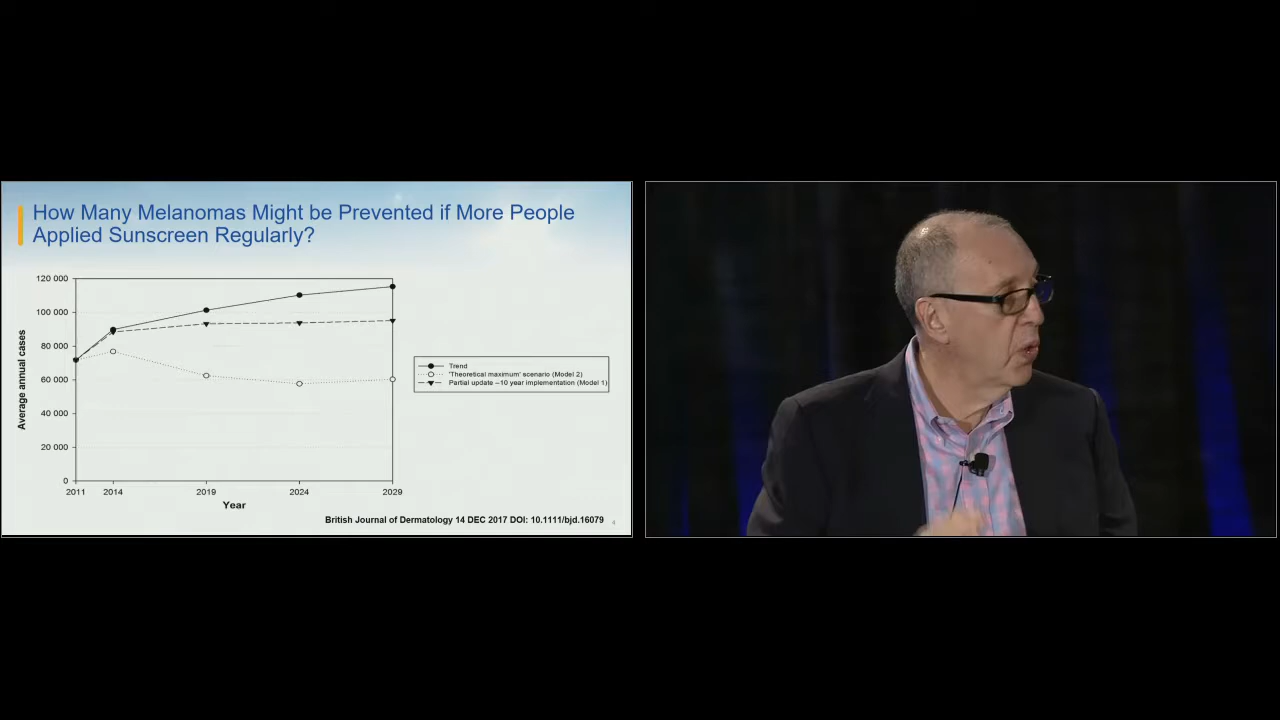 How Many Melanomas Might be Prevented if More People
Applied Sunscreen Regularly?
120 000
100 000
80 000
60 000
40 000
20 000
0
Average annual cases
2011 2014 2019 2024 2029
Year
Trend
'Theoretical maximum' scenario (Model 2)
Partial update –10 year implementation (Model 1)
British Journal of Dermatology 14 DEC 2017 DOI: 10.1111/bjd.16079
4